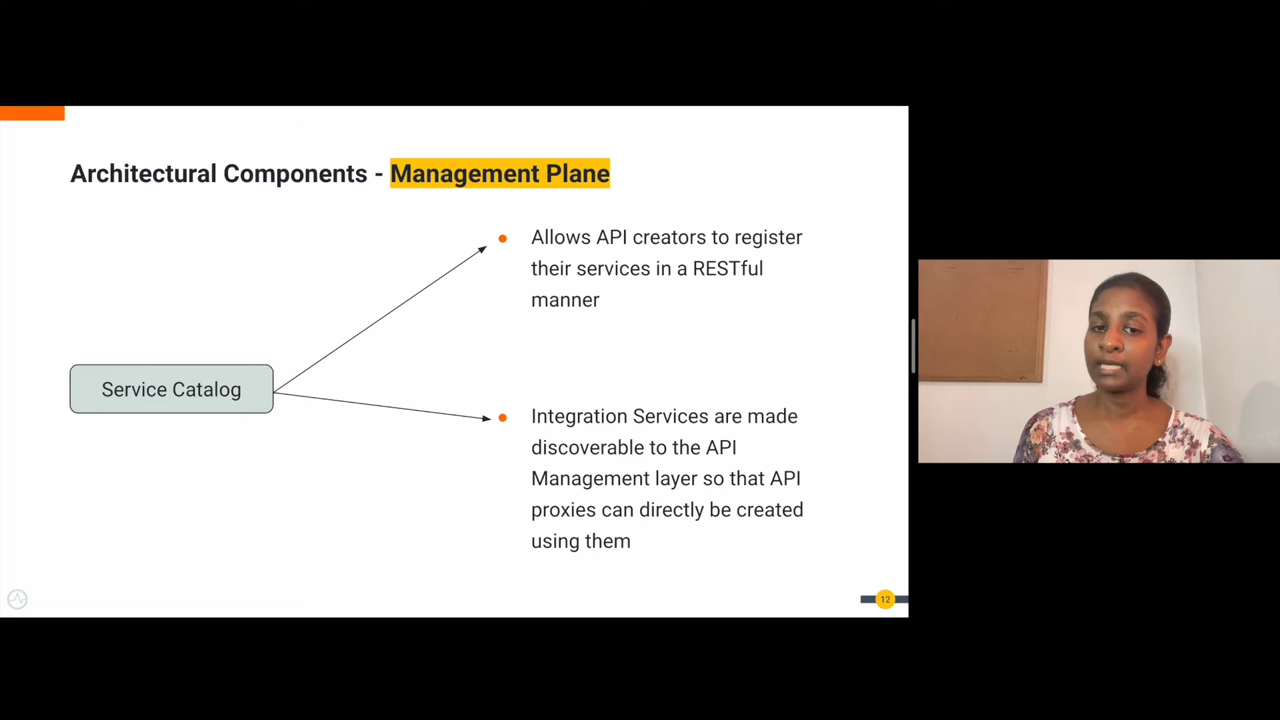 Architectural Components - Management Plane
Allows API creators to register
their services in a RESTful
manner
Service Catalog
Integration Services are made
discoverable to the API
Management layer so that API
proxies can directly be created
using them
12